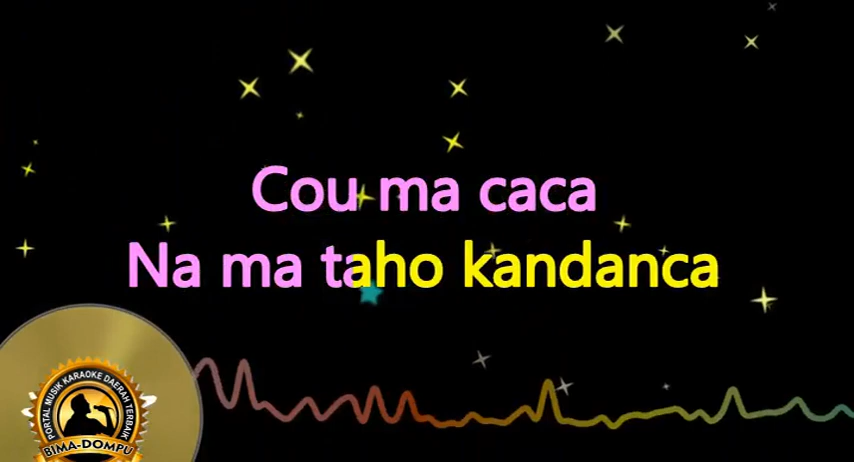 Cou ma caca
Na ma taho kandanca
PORTAL MUSIK KARAOKE DAERAH TERBAIK
BIMA-DOMPU